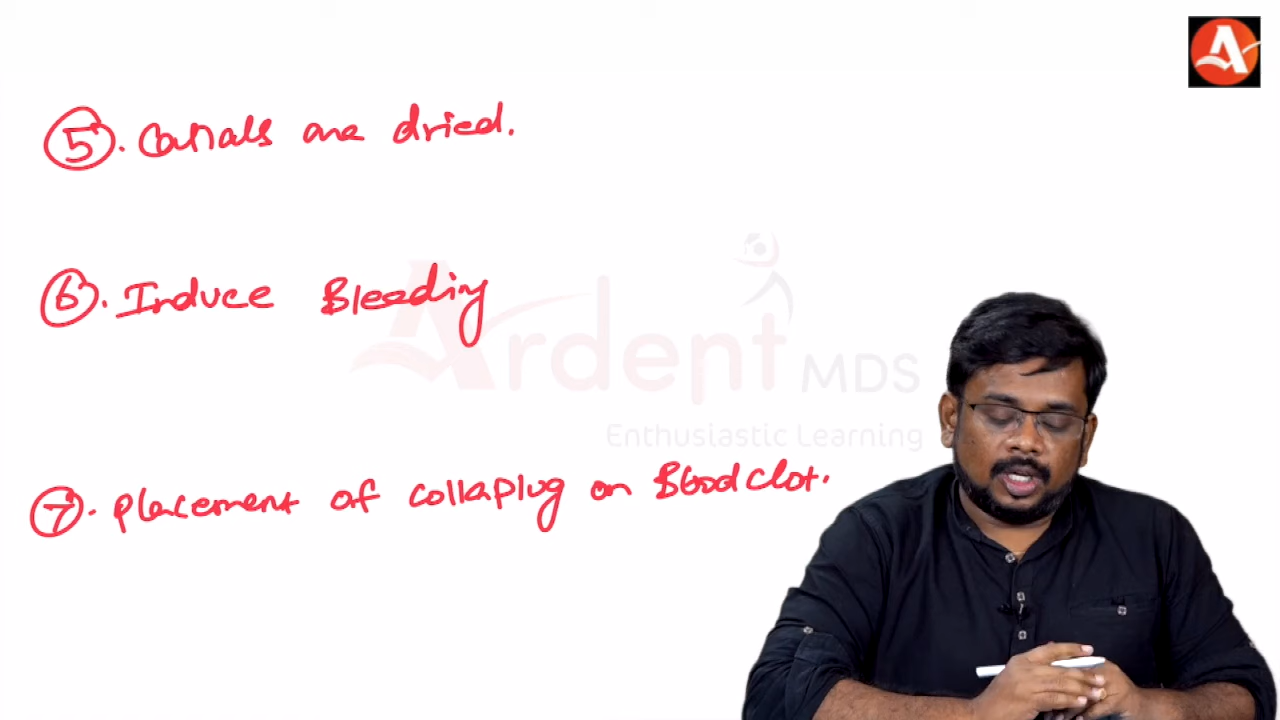 5. Canals are dried.
6. Induce Bleeding
Ardent MDS
Enthusiastic Learning
7. placement of collaplug on Blood clot.